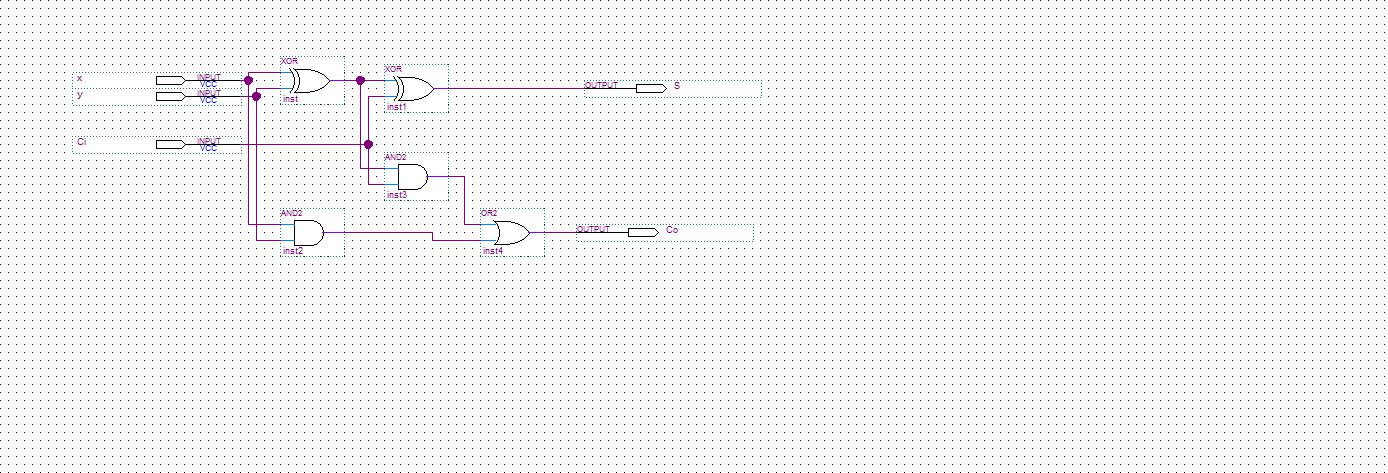 XOR
XOR
x INPUT
VCC
y INPUT
VCC
inst
inst1
OUTPUT S
Ci INPUT
VCC
AND2
inst3
AND2
inst2
OR2
inst4
OUTPUT Co